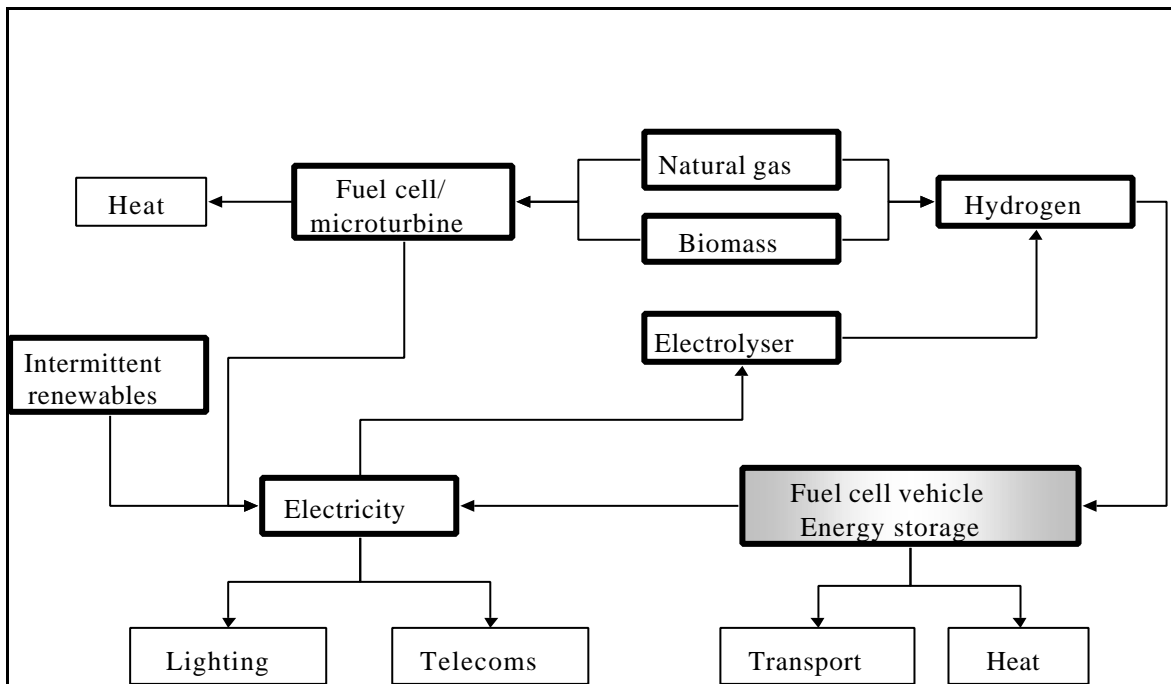 Natural gas
Fuel cell/
microturbine
Heat
Hydrogen
Biomass
Intermittent
renewables
Electrolyser
Fuel cell vehicle
Energy storage
Electricity
Lighting
Telecoms
Transport
Heat